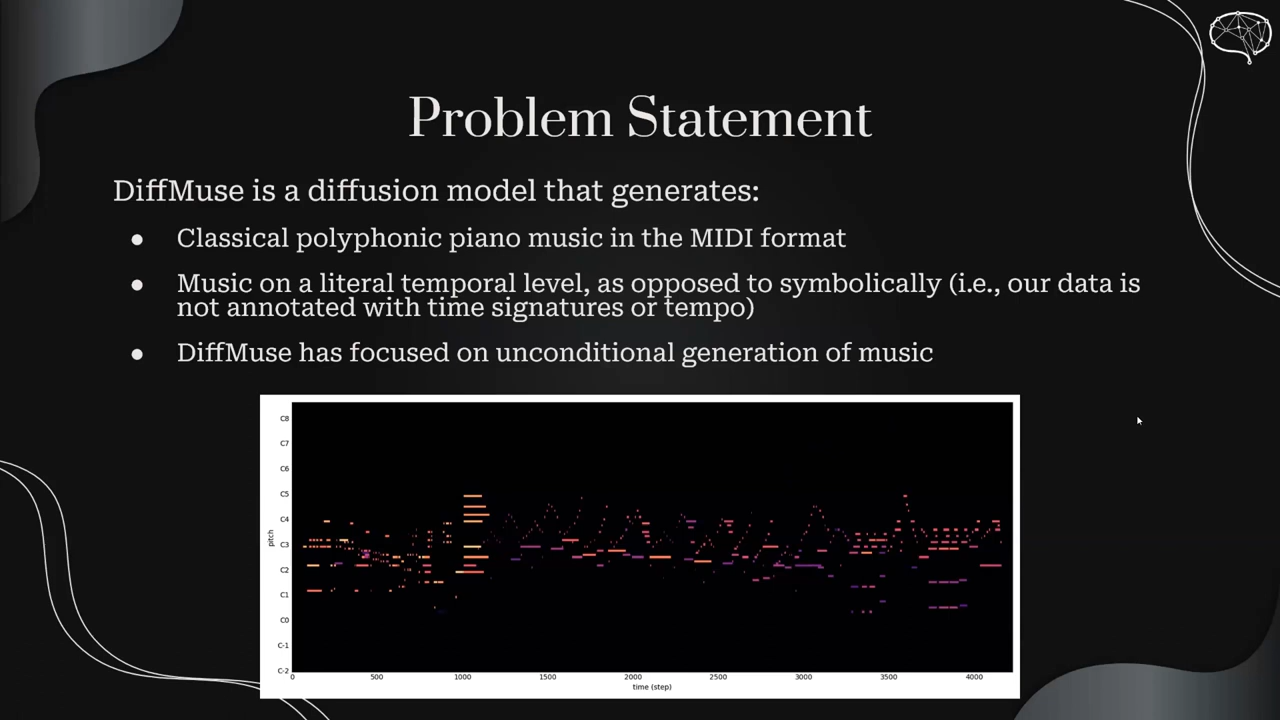 Problem Statement
DiffMuse is a diffusion model that generates:
● Classical polyphonic piano music in the MIDI format
● Music on a literal temporal level, as opposed to symbolically (i.e., our data is
not annotated with time signatures or tempo)
● DiffMuse has focused on unconditional generation of music
C8
C7
C6
C5
C4
C3
C2
C1
C0
C-1
C-2
pitch
0 500 1000 1500 2000 2500 3000 3500 4000
time (step)